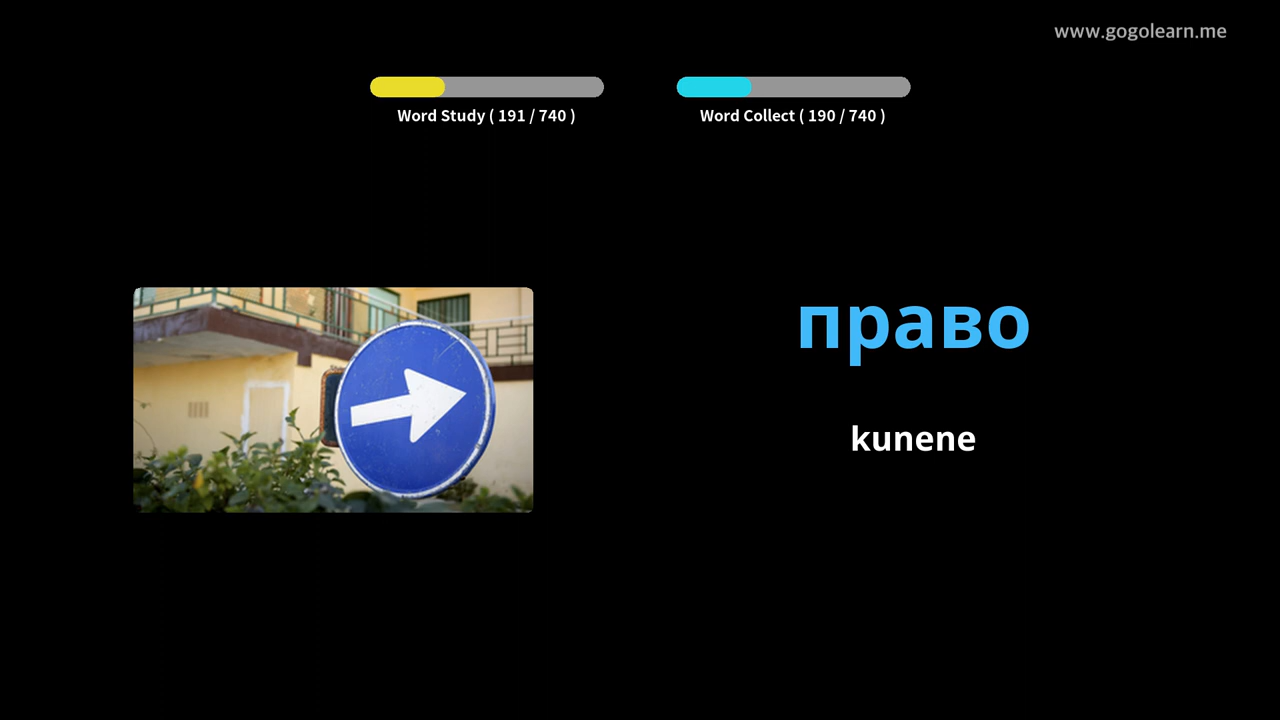 www.gogolearn.me
Word Study ( 191 / 740 )
Word Collect ( 190 / 740 )
право
kunene